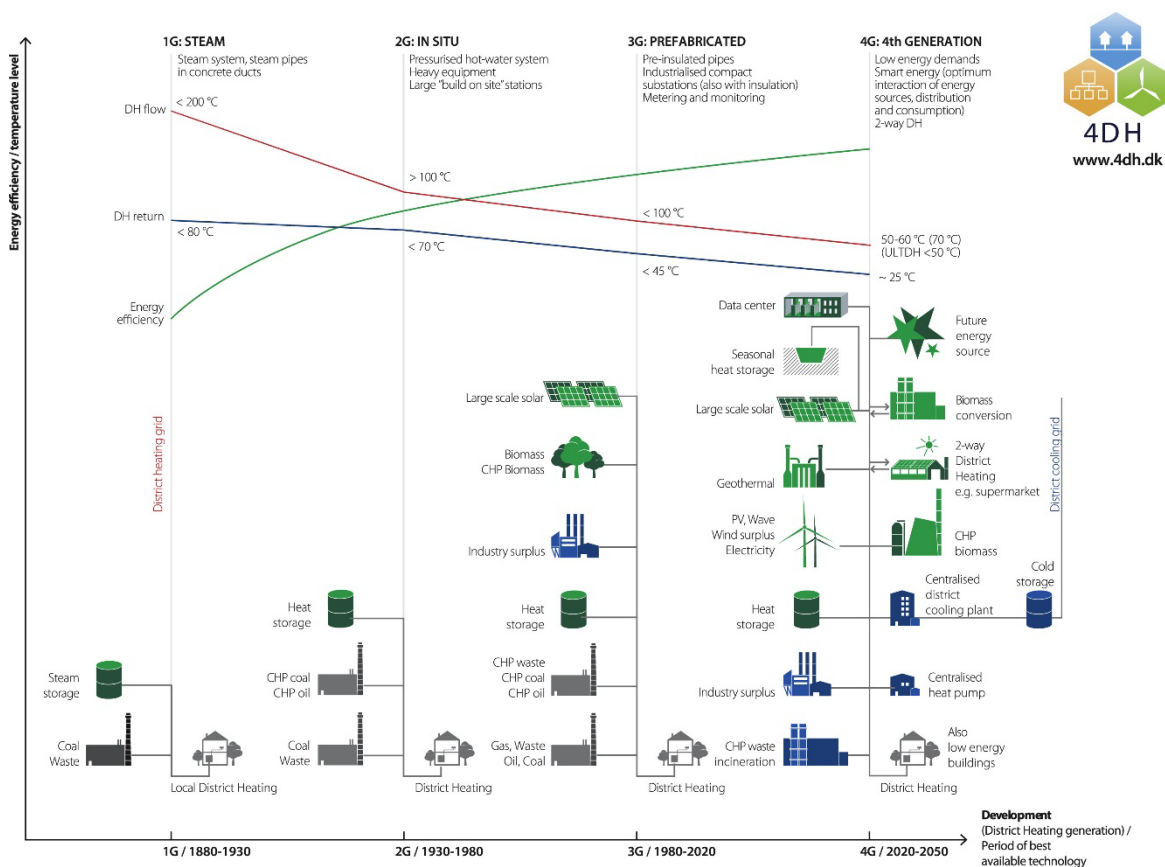 1G: STEAM
Steam system, steam pipes
in concrete ducts
2G: IN SITU
Pressurised hot-water system
Heavy equipment
Large "build on site" stations
3G: PREFABRICATED
Pre-insulated pipes
Industrialised compact
substations (also with insulation)
Metering and monitoring
4G: 4th GENERATION
Low energy demands
Smart energy (optimum
interaction of energy
sources, distribution
and consumption)
2-way DH
4DH
www.4dh.dk
Energy efficiency / temperature level
DH flow
< 200 °C
> 100 °C
< 100 °C
50-60 °C (70 °C)
(ULTDH <50 °C)
DH return
< 80 °C
< 70 °C
< 45 °C
~ 25 °C
Energy
efficiency
District heating grid
District cooling grid
Steam
storage
Coal
Waste
Local District Heating
Heat
storage
CHP coal
CHP oil
Coal
Waste
District Heating
Large scale solar
Biomass
CHP Biomass
Industry surplus
Heat
storage
CHP waste
CHP coal
CHP oil
Gas, Waste
Oil, Coal
District Heating
Data center
Seasonal
heat storage
Large scale solar
Geothermal
PV, Wave
Wind surplus
Electricity
Heat
storage
Industry surplus
CHP waste
incineration
Future
energy
source
Biomass
conversion
2-way
District
Heating
e.g. supermarket
CHP
biomass
Centralised
district
cooling plant
Cold
storage
Centralised
heat pump
Also
low energy
buildings
District Heating
1G / 1880-1930
2G / 1930-1980
3G / 1980-2020
4G / 2020-2050
Development
(District Heating generation) /
Period of best
available technology